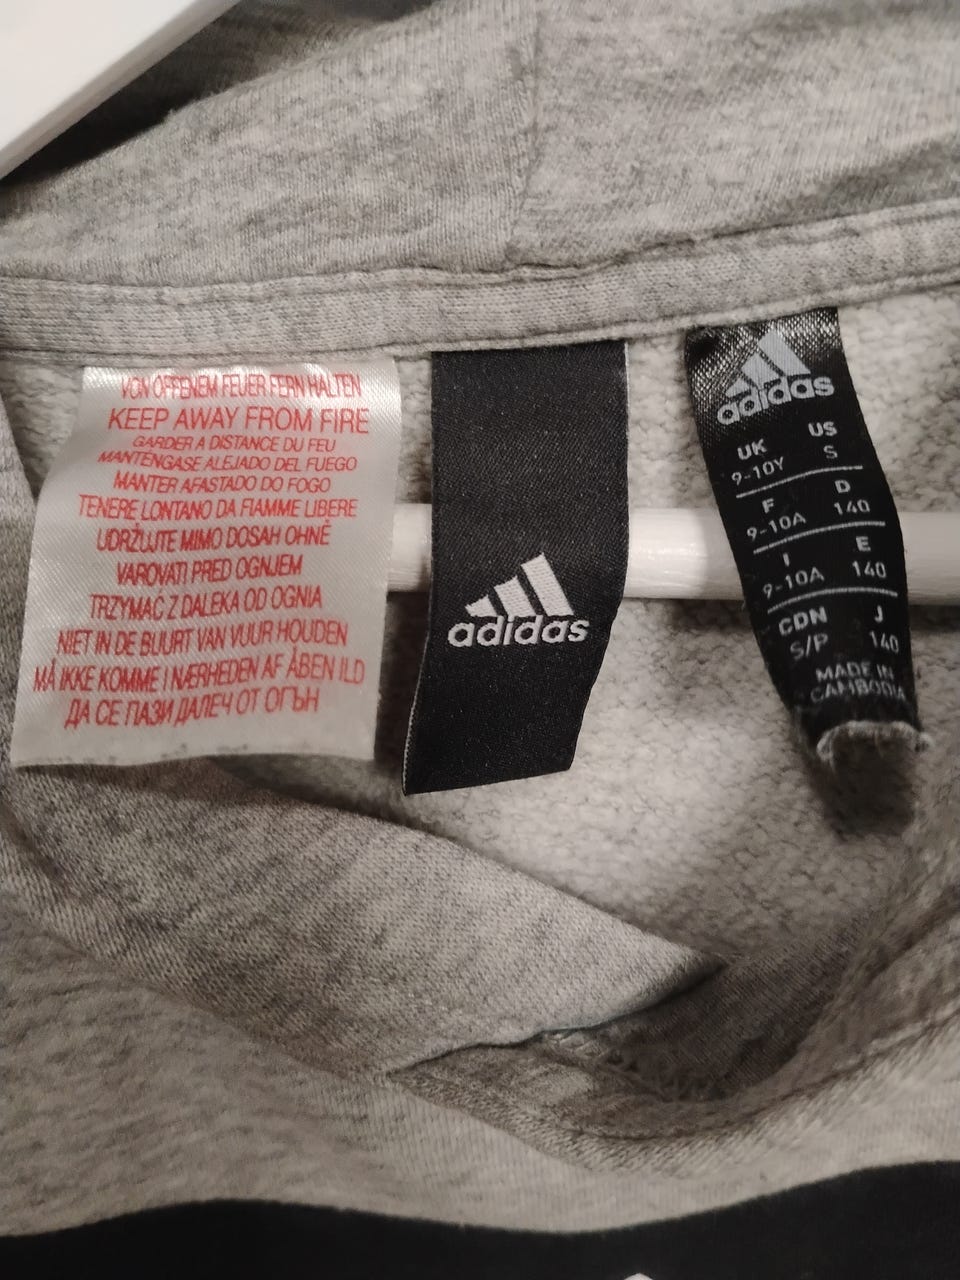 VON OFFENEM FEUER FERN HALTEN
KEEP AWAY FROM FIRE
GARDER A DISTANCE DU FEU
MANTENGASE ALEJADO DEL FUEGO
MANTER AFASTADO DO FOGO
TENERE LONTANO DA FIAMME LIBERE
UDRŽUJTE MIMO DOSAH OHNĚ
VAROVATI PRED OGNJEM
TRZYMAĆ Z DALEKA OD OGNIA
NIET IN DE BUURT VAN VUUR HOUDEN
MÅ IKKE KOMME I NÆRHEDEN AF ÅBEN ILD
ДА СЕ ПАЗИ ДАЛЕЧ ОТ ОГЪН
adidas
adidas
UK US
9-10Y S
F D
9-10A 140
I E
9-10A 140
CDN J
S/P 140
MADE IN
CAMBODIA